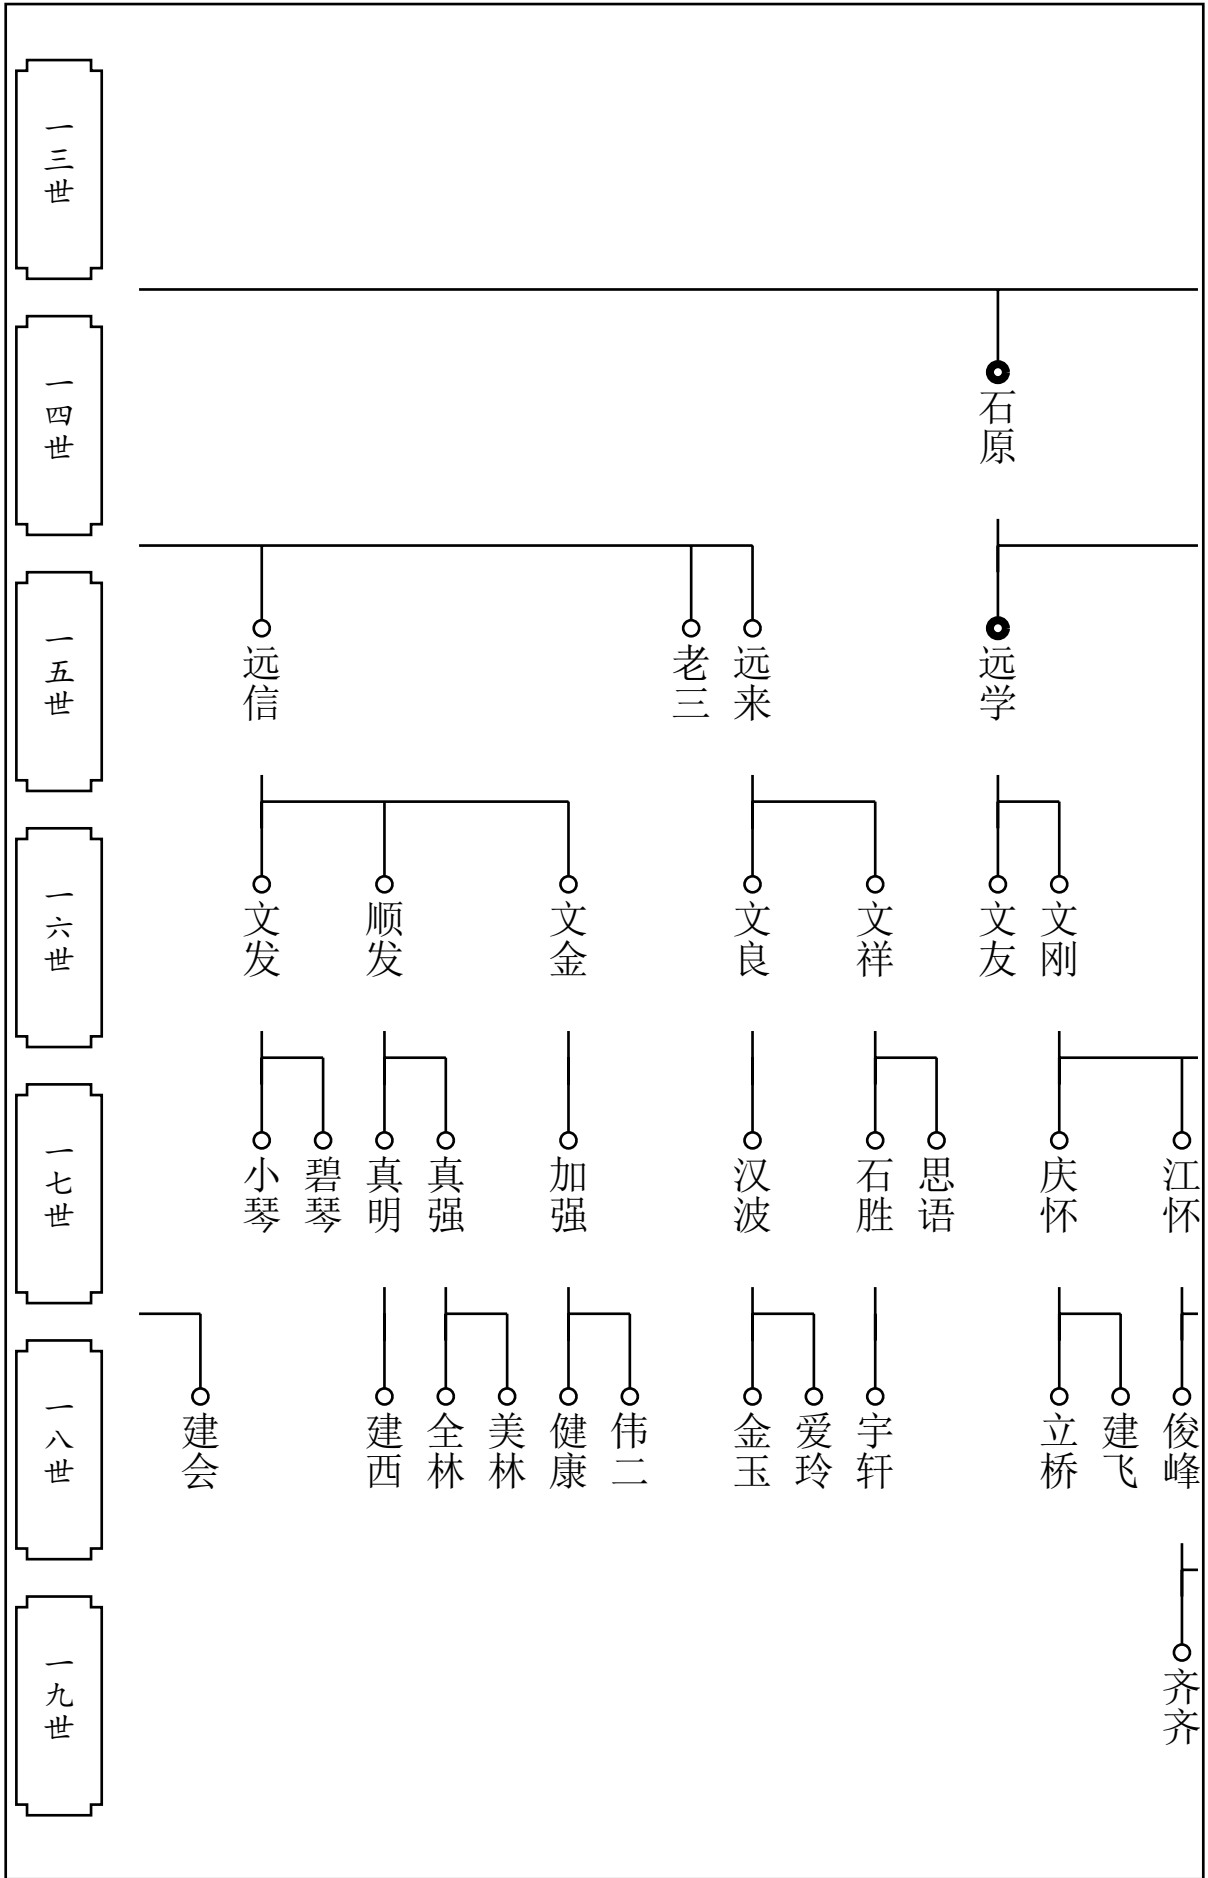 一三世
一四世
石原
一五世
远信
老三
远来
远学
一六世
文发
顺发
文金
文良
文祥
文友
文刚
一七世
小琴
碧琴
真明
真强
加强
汉波
石胜
思语
庆怀
江怀
一八世
建会
建西
全林
美林
健康
伟二
金玉
爱玲
宇轩
立桥
建飞
俊峰
一九世
齐齐